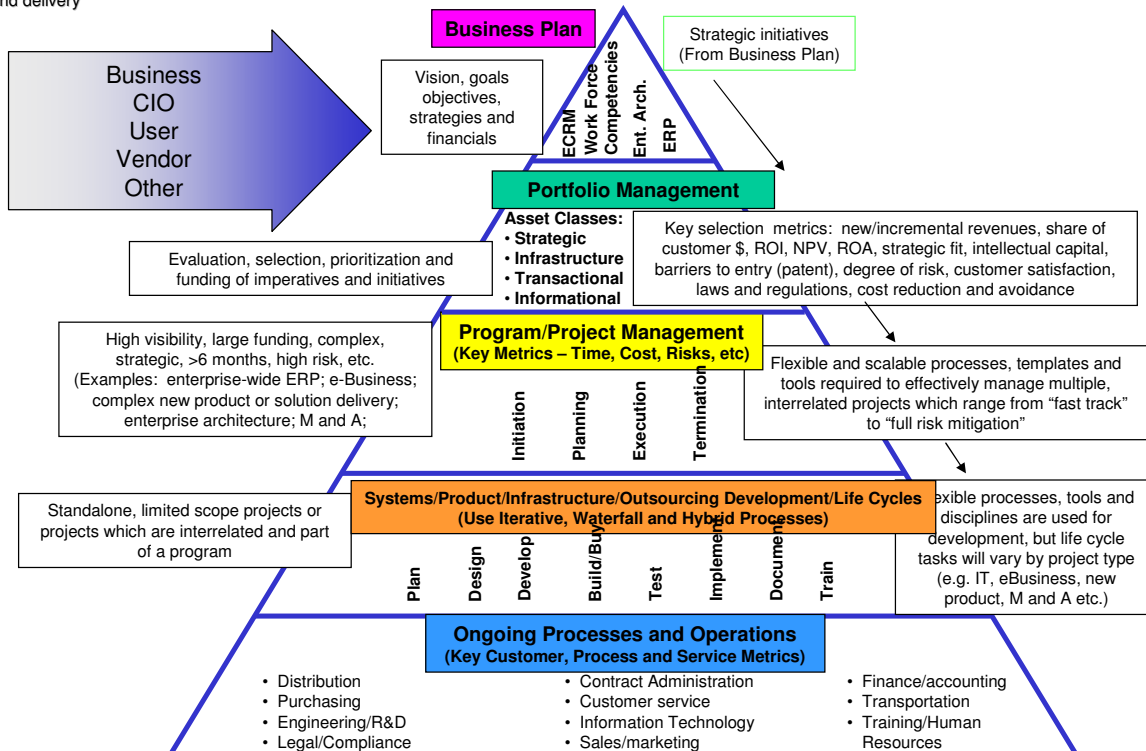 nd delivery
Business Plan
Strategic initiatives
(From Business Plan)
Business
CIO
User
Vendor
Other
Vision, goals
objectives,
strategies and
financials
ECRM
Work Force
Competencies
Ent. Arch.
ERP
Portfolio Management
Asset Classes:
• Strategic
• Infrastructure
• Transactional
• Informational
Evaluation, selection, prioritization and
funding of imperatives and initiatives
Key selection metrics: new/incremental revenues, share of
customer $, ROI, NPV, ROA, strategic fit, intellectual capital,
barriers to entry (patent), degree of risk, customer satisfaction,
laws and regulations, cost reduction and avoidance
Program/Project Management
(Key Metrics – Time, Cost, Risks, etc)
High visibility, large funding, complex,
strategic, >6 months, high risk, etc.
(Examples: enterprise-wide ERP; e-Business;
complex new product or solution delivery;
enterprise architecture; M and A;
Flexible and scalable processes, templates and
tools required to effectively manage multiple,
interrelated projects which range from “fast track”
to “full risk mitigation”
Initiation
Planning
Execution
Termination
Systems/Product/Infrastructure/Outsourcing Development/Life Cycles
(Use Iterative, Waterfall and Hybrid Processes)
Standalone, limited scope projects or
projects which are interrelated and part
of a program
lexible processes, tools and
disciplines are used for
development, but life cycle
tasks will vary by project type
(e.g. IT, eBusiness, new
product, M and A etc.)
Plan
Design
Develop
Build/Buy
Test
Implement
Document
Train
Ongoing Processes and Operations
(Key Customer, Process and Service Metrics)
• Distribution
• Purchasing
• Engineering/R&D
• Legal/Compliance
• Contract Administration
• Customer service
• Information Technology
• Sales/marketing
• Finance/accounting
• Transportation
• Training/Human
Resources